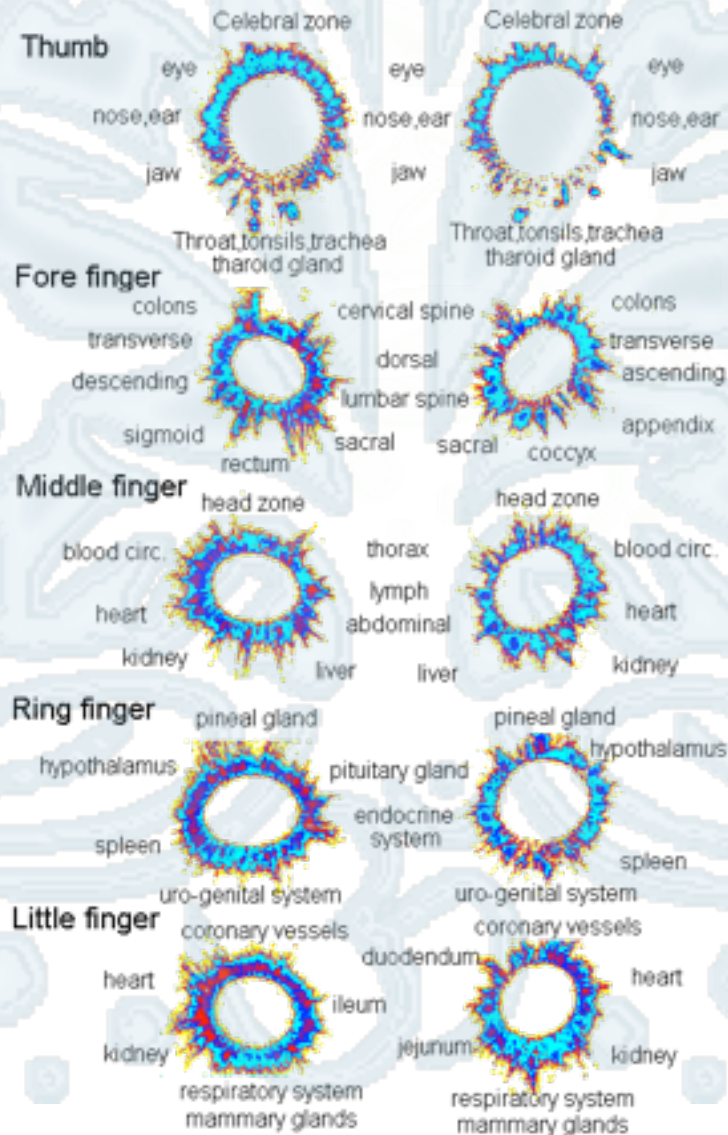 Celebral zone
Celebral zone
Thumb
eye
eye
eye
nose,ear
nose,ear
nose,ear
jaw
jaw
jaw
Throat,tonsils,trachea
tharoid gland
Throat,tonsils,trachea
tharoid gland
Fore finger
colons
cervical spine
colons
transverse
dorsal
transverse
descending
lumbar spine
ascending
sigmoid
rectum
sacral
sacral
coccyx
appendix
Middle finger
head zone
head zone
blood circ.
thorax
blood circ.
heart
lymph
heart
abdominal
kidney
liver
liver
kidney
Ring finger
pineal gland
pineal gland
hypothalamus
pituitary gland
hypothalamus
spleen
endocrine
system
spleen
uro-genital system
uro-genital system
Little finger
coronary vessels
coronary vessels
heart
duodendum
heart
ileum
kidney
jejunum
kidney
respiratory system
mammary glands
respiratory system
mammary glands